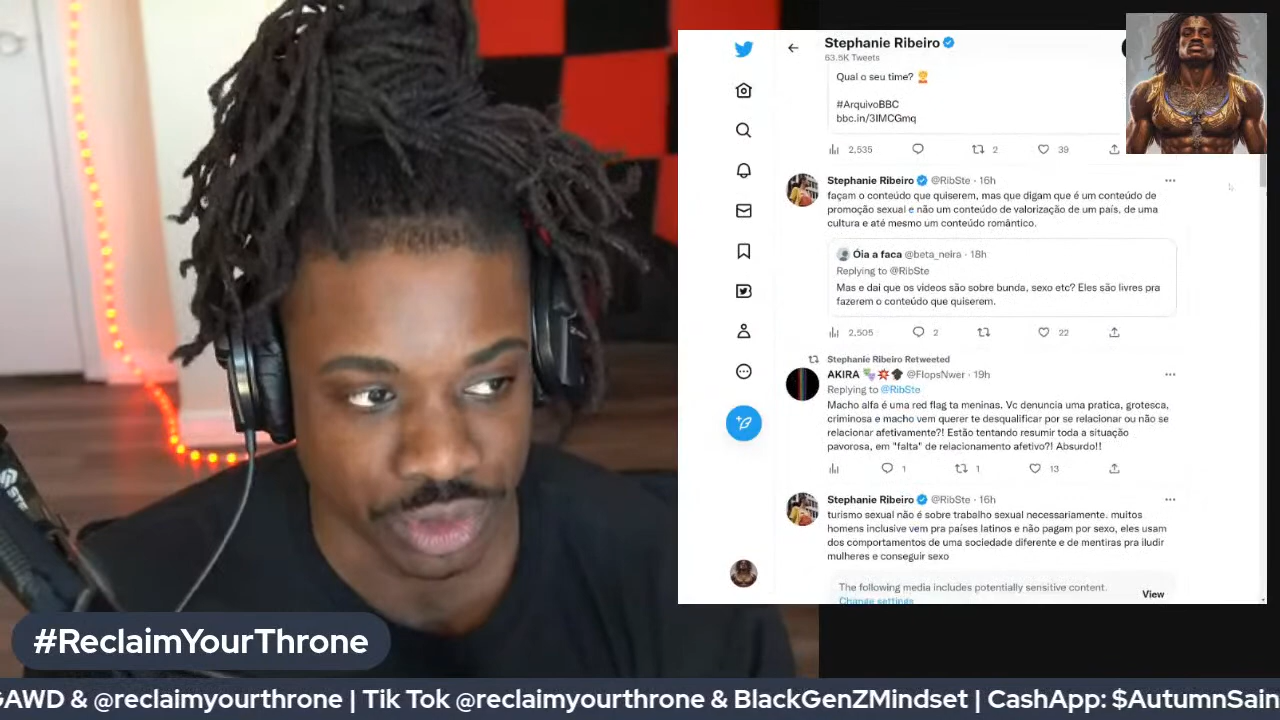 Stephanie Ribeiro
63.5K Tweets
Qual o seu time?
#ArquivoBBC
bbc.in/3IMCGmq
2,535 2 39
Stephanie Ribeiro @RibSte · 16h
façam o conteúdo que quiserem, mas que digam que é um conteúdo de
promoção sexual e não um conteúdo de valorização de um país, de uma
cultura e até mesmo um conteúdo romântico.
Óia a faca @beta_neira · 18h
Replying to @RibSte
Mas e dai que os videos são sobre bunda, sexo etc? Eles são livres pra
fazerem o conteúdo que quiserem.
2,505 2 22
Stephanie Ribeiro Retweeted
AKIRA @FlopsNwer · 19h
Replying to @RibSte
Macho alfa é uma red flag ta meninas. Vc denuncia uma pratica, grotesca,
criminosa e macho vem querer te desqualificar por se relacionar ou não se
relacionar afetivamente?! Estão tentando resumir toda a situação
pavorosa, em "falta" de relacionamento afetivo?! Absurdo!!
1 1 13
Stephanie Ribeiro @RibSte · 16h
turismo sexual não é sobre trabalho sexual necessariamente. muitos
homens inclusive vem pra países latinos e não pagam por sexo, eles usam
dos comportamentos de uma sociedade diferente e de mentiras pra iludir
mulheres e conseguir sexo
The following media includes potentially sensitive content.
Change settings
View
#ReclaimYourThrone
GAWD & @reclaimyourthrone | Tik Tok @reclaimyourthrone & BlackGenZMindset | CashApp: $AutumnSain